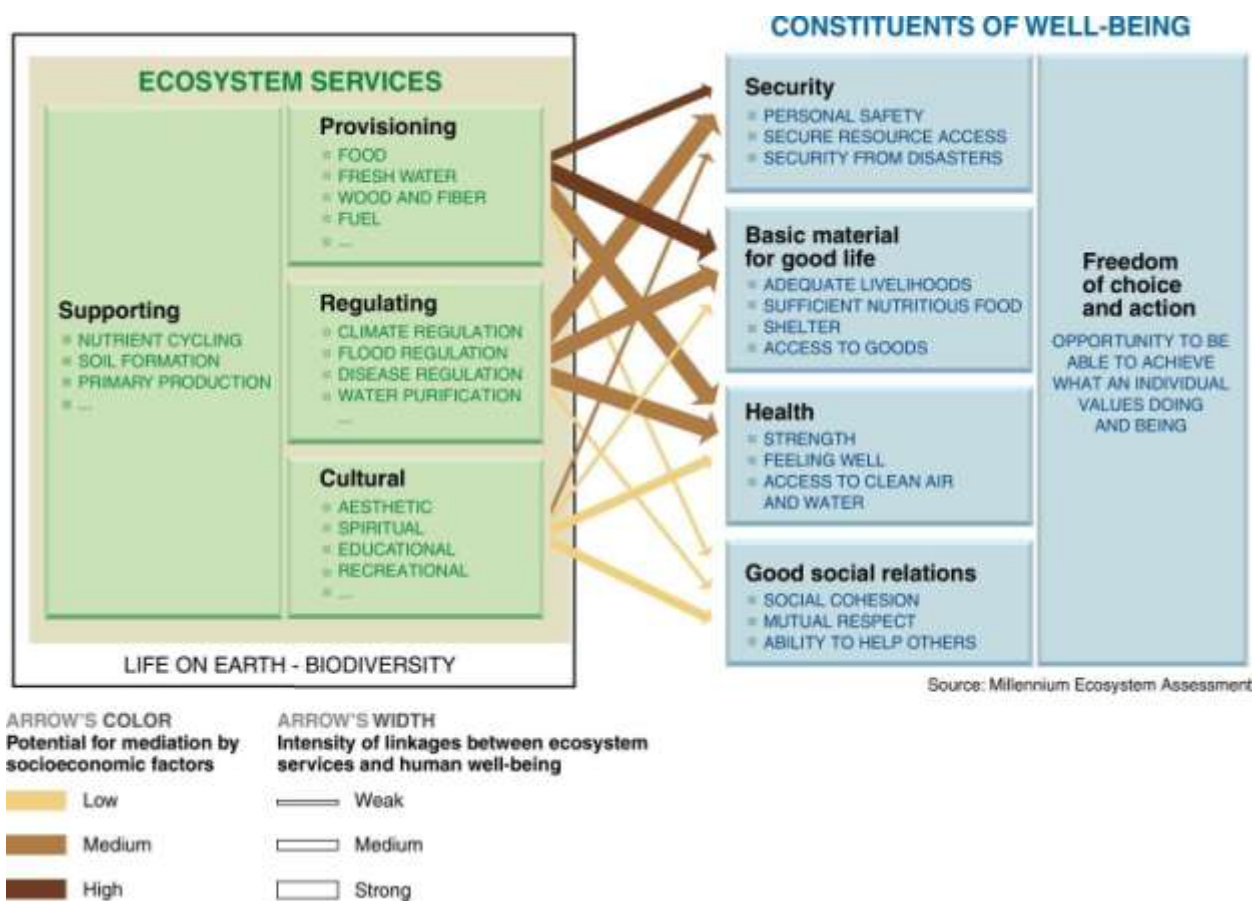 CONSTITUENTS OF WELL-BEING
ECOSYSTEM SERVICES
Supporting
NUTRIENT CYCLING
SOIL FORMATION
PRIMARY PRODUCTION
...
Provisioning
FOOD
FRESH WATER
WOOD AND FIBER
FUEL
...
Regulating
CLIMATE REGULATION
FLOOD REGULATION
DISEASE REGULATION
WATER PURIFICATION
...
Cultural
AESTHETIC
SPIRITUAL
EDUCATIONAL
RECREATIONAL
...
LIFE ON EARTH - BIODIVERSITY
Security
PERSONAL SAFETY
SECURE RESOURCE ACCESS
SECURITY FROM DISASTERS
Basic material
for good life
ADEQUATE LIVELIHOODS
SUFFICIENT NUTRITIOUS FOOD
SHELTER
ACCESS TO GOODS
Health
STRENGTH
FEELING WELL
ACCESS TO CLEAN AIR
AND WATER
Good social relations
SOCIAL COHESION
MUTUAL RESPECT
ABILITY TO HELP OTHERS
Freedom
of choice
and action
OPPORTUNITY TO BE
ABLE TO ACHIEVE
WHAT AN INDIVIDUAL
VALUES DOING
AND BEING
Source: Millennium Ecosystem Assessment
ARROW'S COLOR
Potential for mediation by
socioeconomic factors
Low
Medium
High
ARROW'S WIDTH
Intensity of linkages between ecosystem
services and human well-being
Weak
Medium
Strong